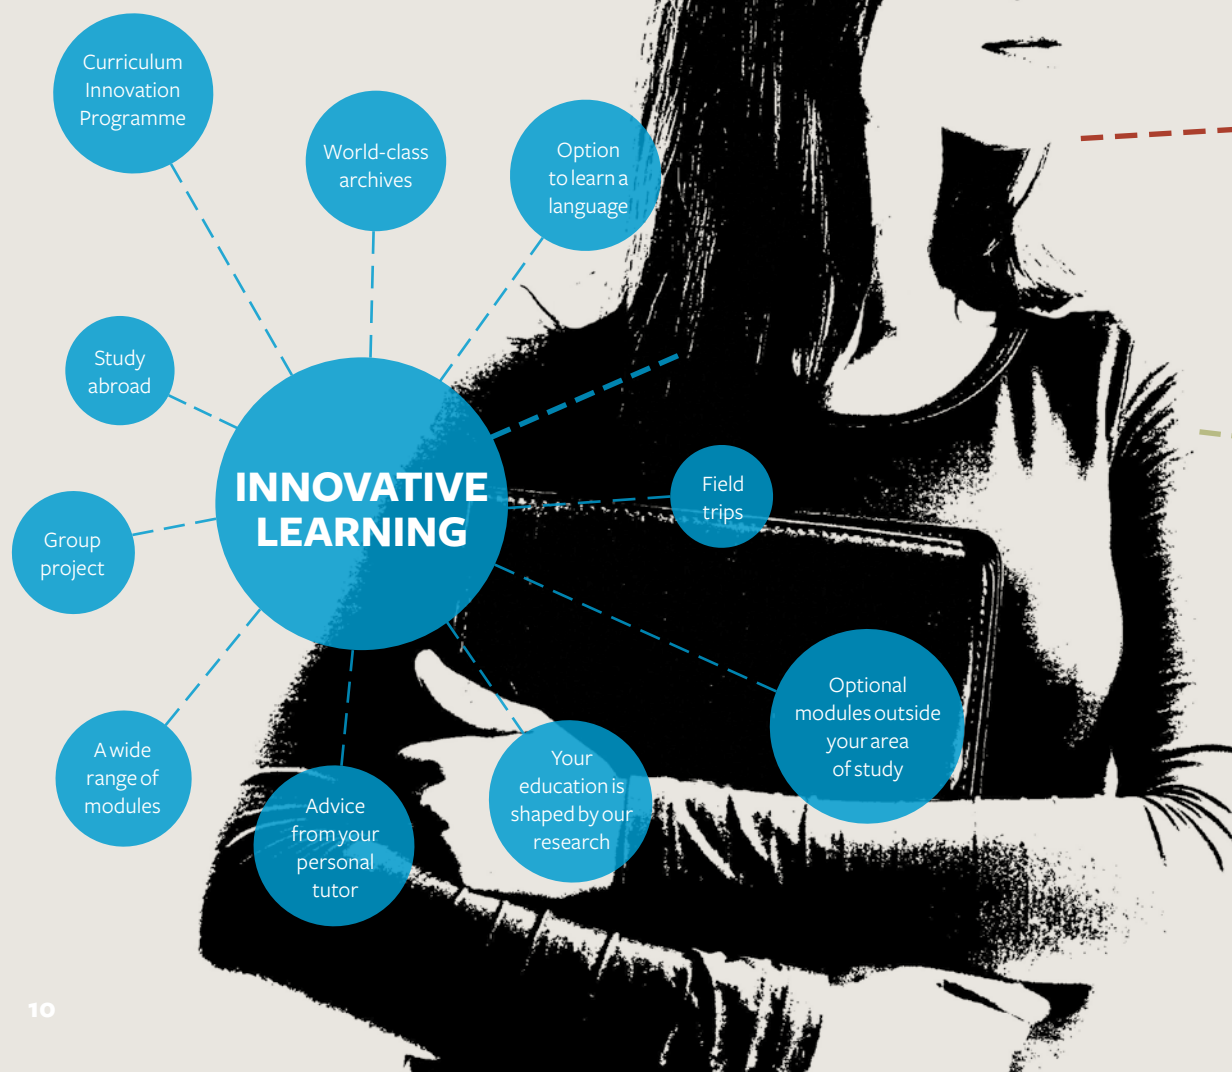 Curriculum
Innovation
Programme
World-class
archives
Option
to learn a
language
Study
abroad
INNOVATIVE
LEARNING
Field
trips
Group
project
Optional
modules outside
your area
of study
A wide
range of
modules
Advice
from your
personal
tutor
Your
education is
shaped by our
research
10